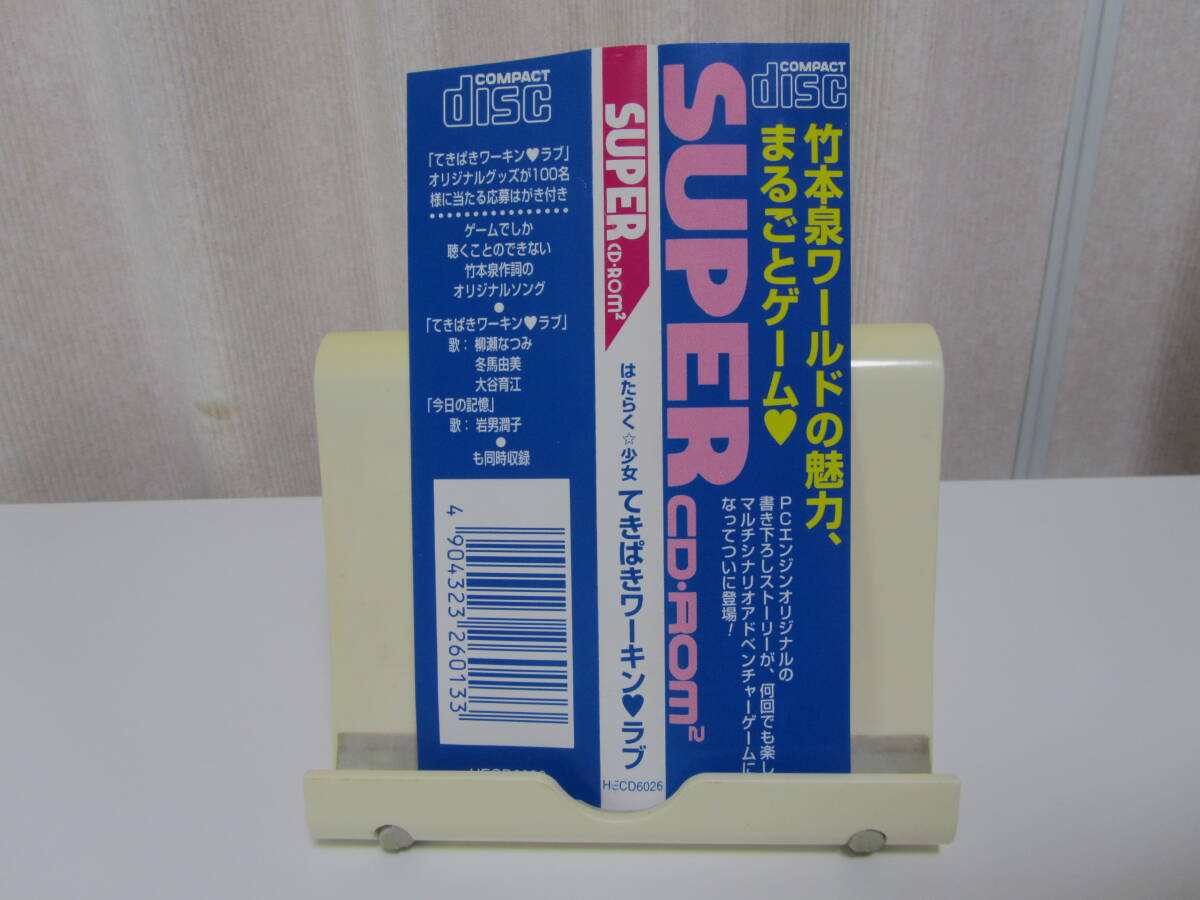 COMPACT
disc
「てきぱきワーキン♥ラブ」
オリジナルグッズが100名
様に当たる応募はがき付き
ゲームでしか
聴くことのできない
竹本泉作詞の
オリジナルソング
●
「てきぱきワーキン♥ラブ」
歌：柳瀬なつみ
冬馬由美
大谷育江
「今日の記憶」
歌：岩男潤子
●
も同時収録
4 904323 260133
SUPER CD-ROM²
はたらく☆少女 てきぱきワーキン♥ラブ
HECD6026
SUPER CD-ROM²
COMPACT
disc
竹本泉ワールドの魅力、
まるごとゲーム♥
PCエンジンオリジナルの
書き下ろしストーリーが、何回でも楽し
マルチシナリオアドベンチャーゲームに
なってついに登場！